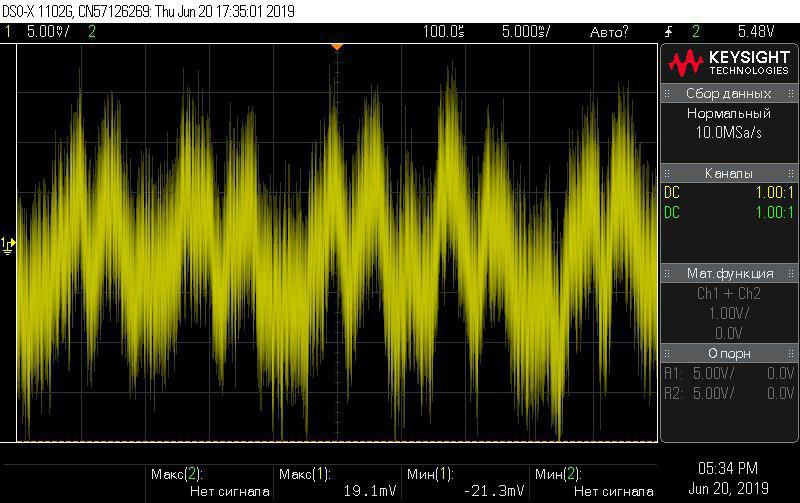 DSO-X 1102G, CN57126269: Thu Jun 20 17:35:01 2019
1 5.00V/ 2 100.0s 5.000s/ Авто? 2 5.48V
KEYSIGHT
TECHNOLOGIES
Сбор данных
Нормальный
10.0MSa/s
Каналы
DC 1.00:1
DC 1.00:1
Мат.функция
Ch1 + Ch2
1.00V/
0.0V
Опорн
R1: 5.00V/ 0.0V
R2: 5.00V/ 0.0V
1
Макс(2): Макс(1): Мин(1): Мин(2):
Нет сигнала 19.1mV -21.3mV Нет сигнала
05:34 PM
Jun 20, 2019